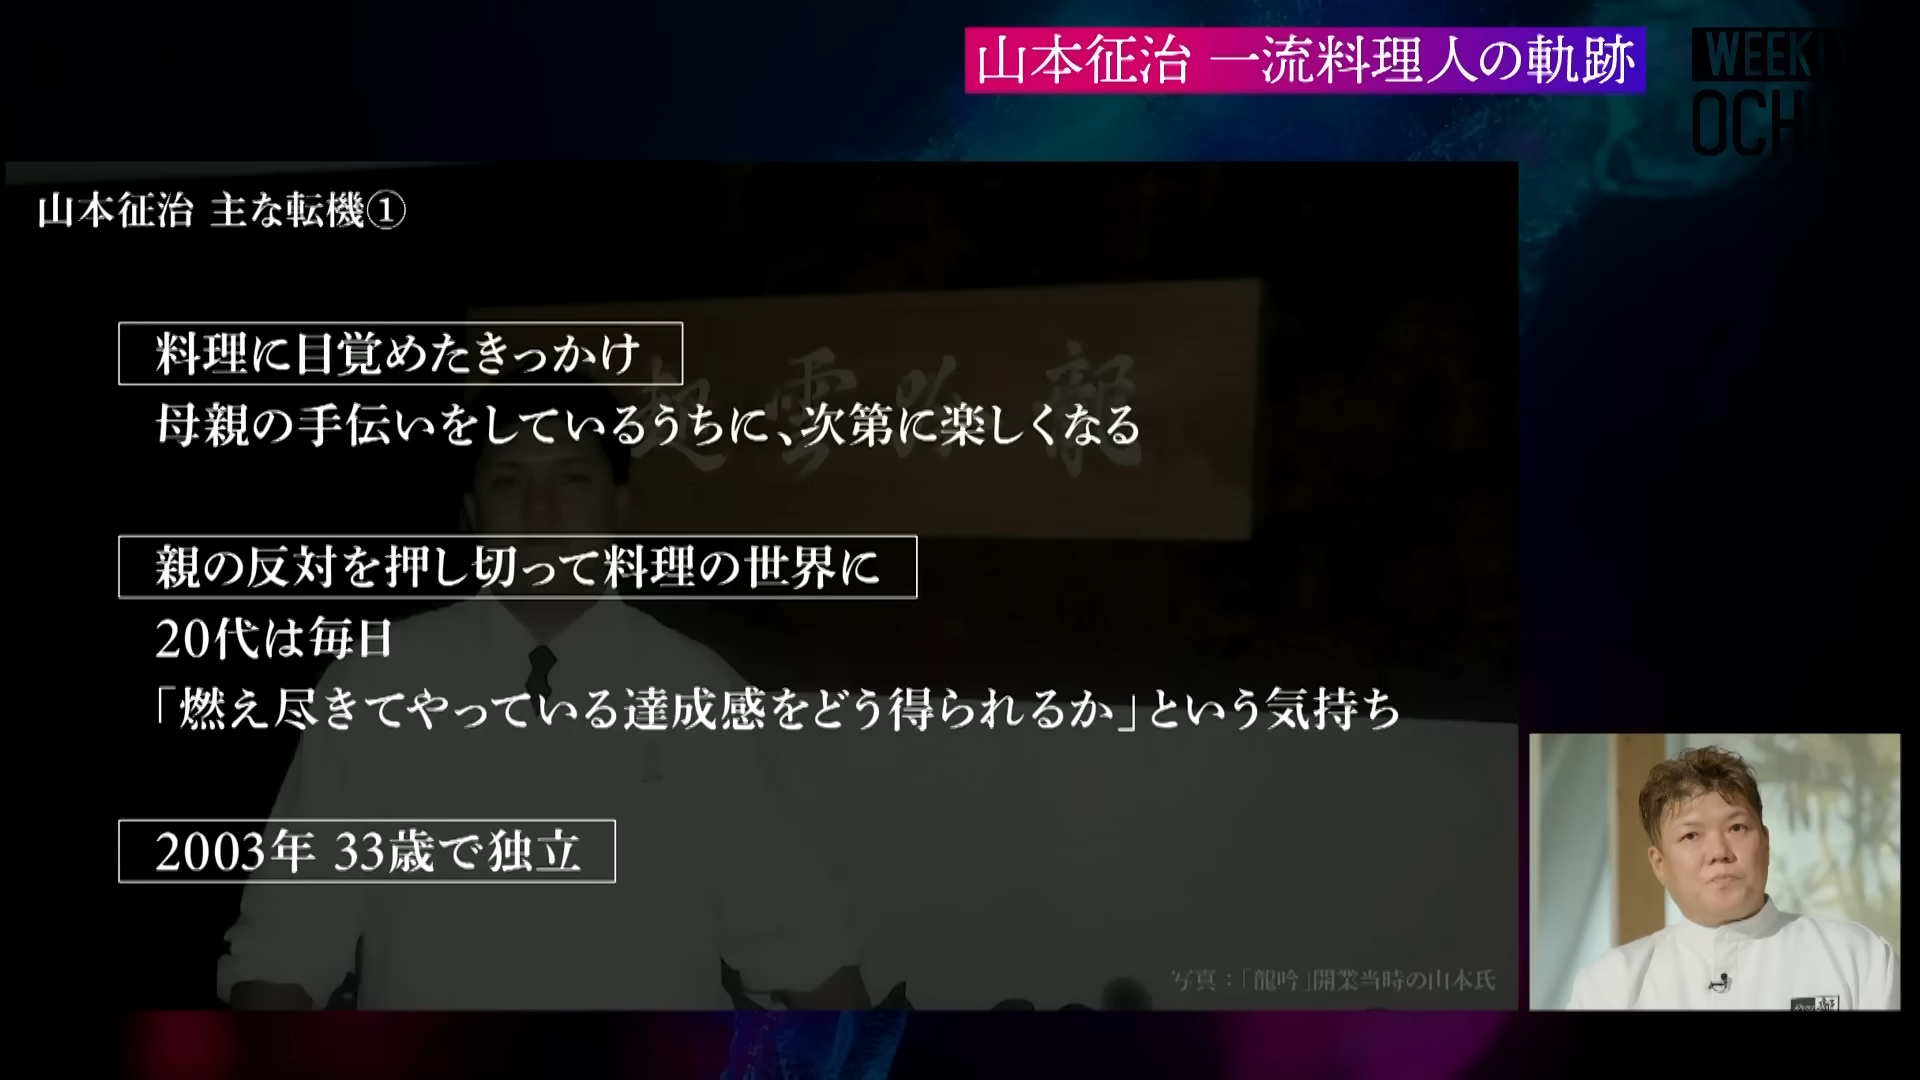 山本征治 一流料理人の軌跡
WEEK
OCHI
山本征治 主な転機①
料理に目覚めたきっかけ
龍吟雲起
母親の手伝いをしているうちに、次第に楽しくなる
親の反対を押し切って料理の世界に
20代は毎日
「燃え尽きてやっている達成感をどう得られるか」という気持ち
2003年 33歳で独立
写真：「龍吟」開業当時の山本氏